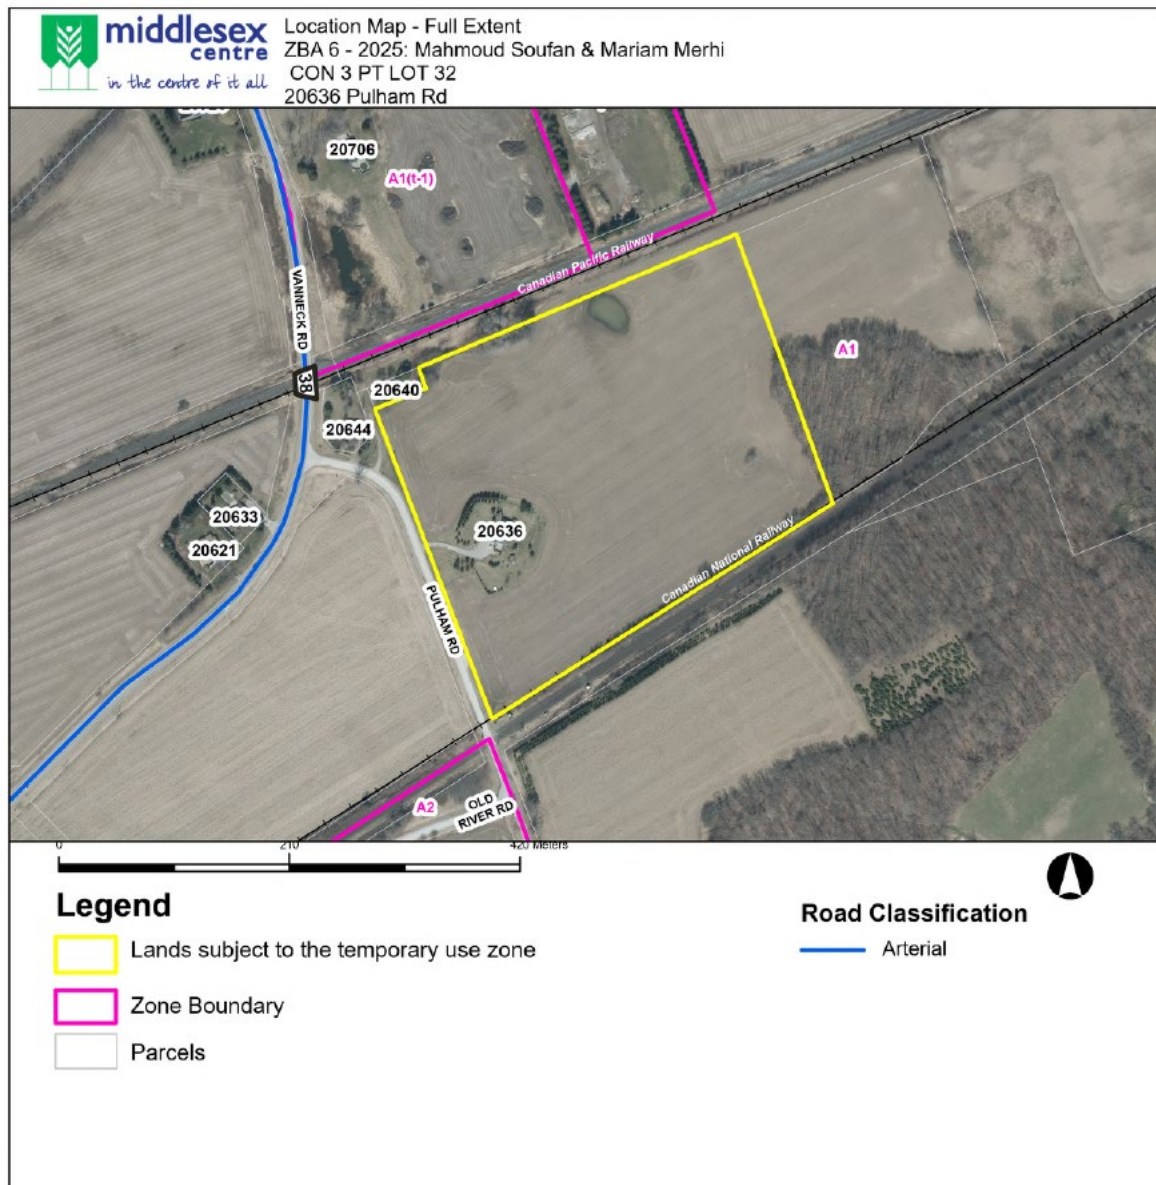 middlesex
centre
in the centre of it all
Location Map - Full Extent
ZBA 6 - 2025: Mahmoud Soufan & Mariam Merhi
CON 3 PT LOT 32
20636 Pulham Rd
20706
A1(t-1)
Canadian Pacific Railway
VANNECK RD
38
A1
20640
20644
20633
20621
20636
PULHAM RD
Canadian National Railway
A2
OLD
RIVER RD
0 210 420 Meters
Legend
Lands subject to the temporary use zone
Zone Boundary
Parcels
Road Classification
Arterial